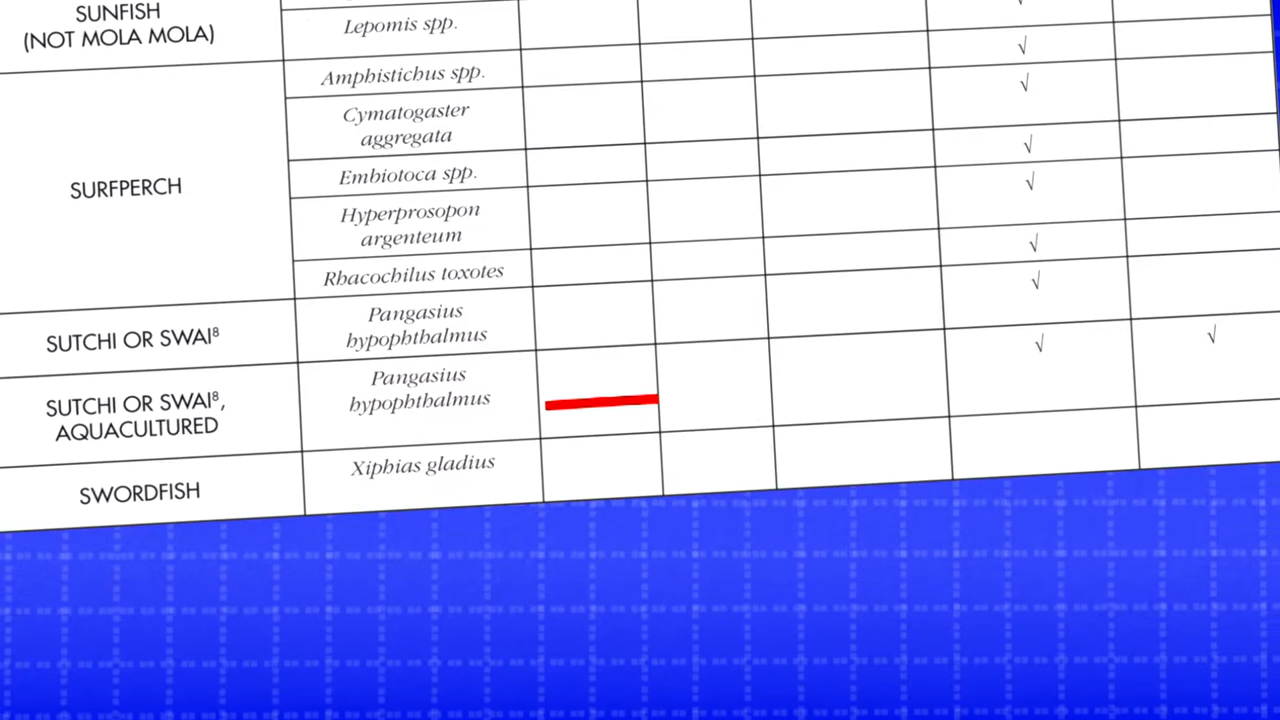 SUNFISH
(NOT MOLA MOLA)
Lepomis spp.
√
√
SURFPERCH
Amphistichus spp.
√
Cymatogaster
aggregata
√
Embiotoca spp.
√
Hyperprosopon
argenteum
√
Rhacochilus toxotes
√
SUTCHI OR SWAI⁸
Pangasius
hypophthalmus
√
√
SUTCHI OR SWAI⁸,
AQUACULTURED
Pangasius
hypophthalmus
SWORDFISH
Xiphias gladius